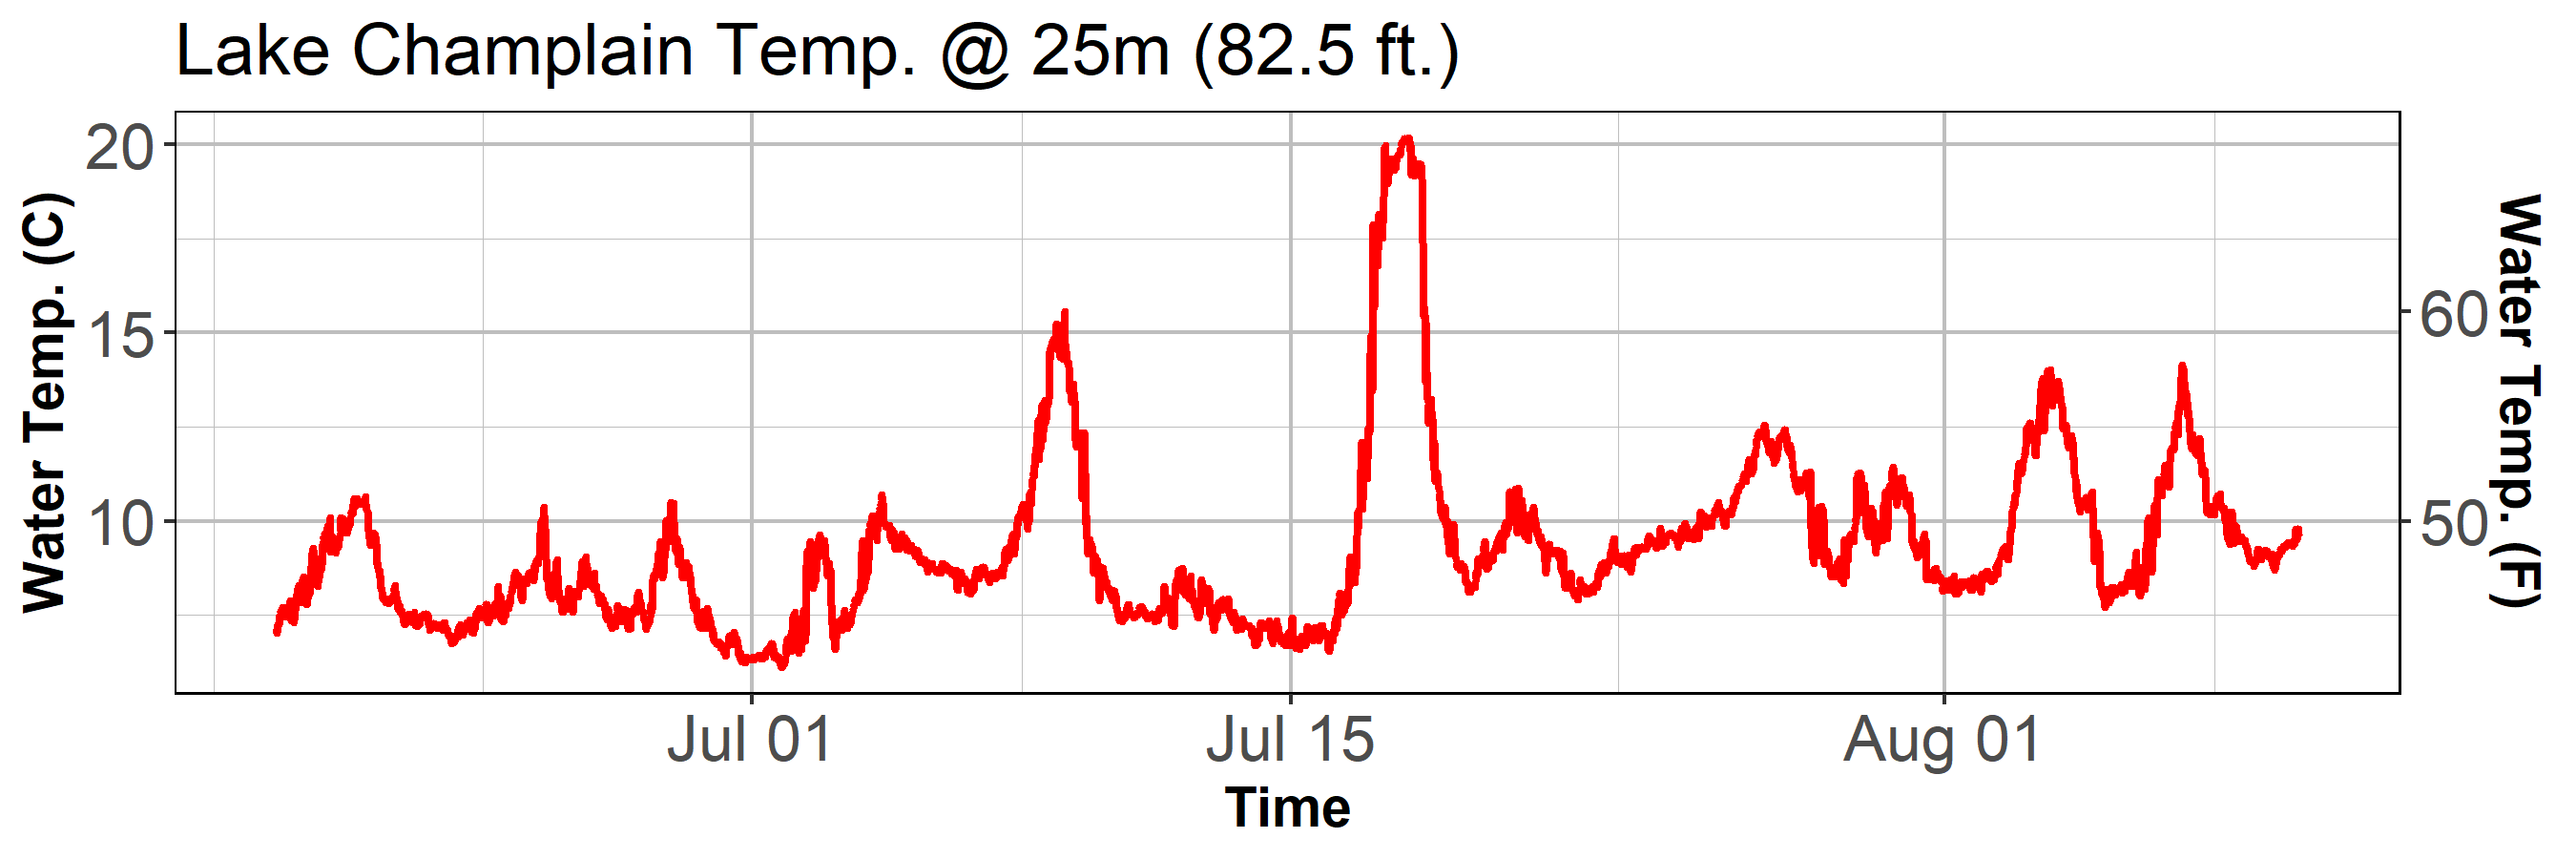 Lake Champlain Temp. @ 25m (82.5 ft.)
Water Temp. (C)
20
15
10
60
50
Water Temp. (F)
Jul 01
Jul 15
Aug 01
Time